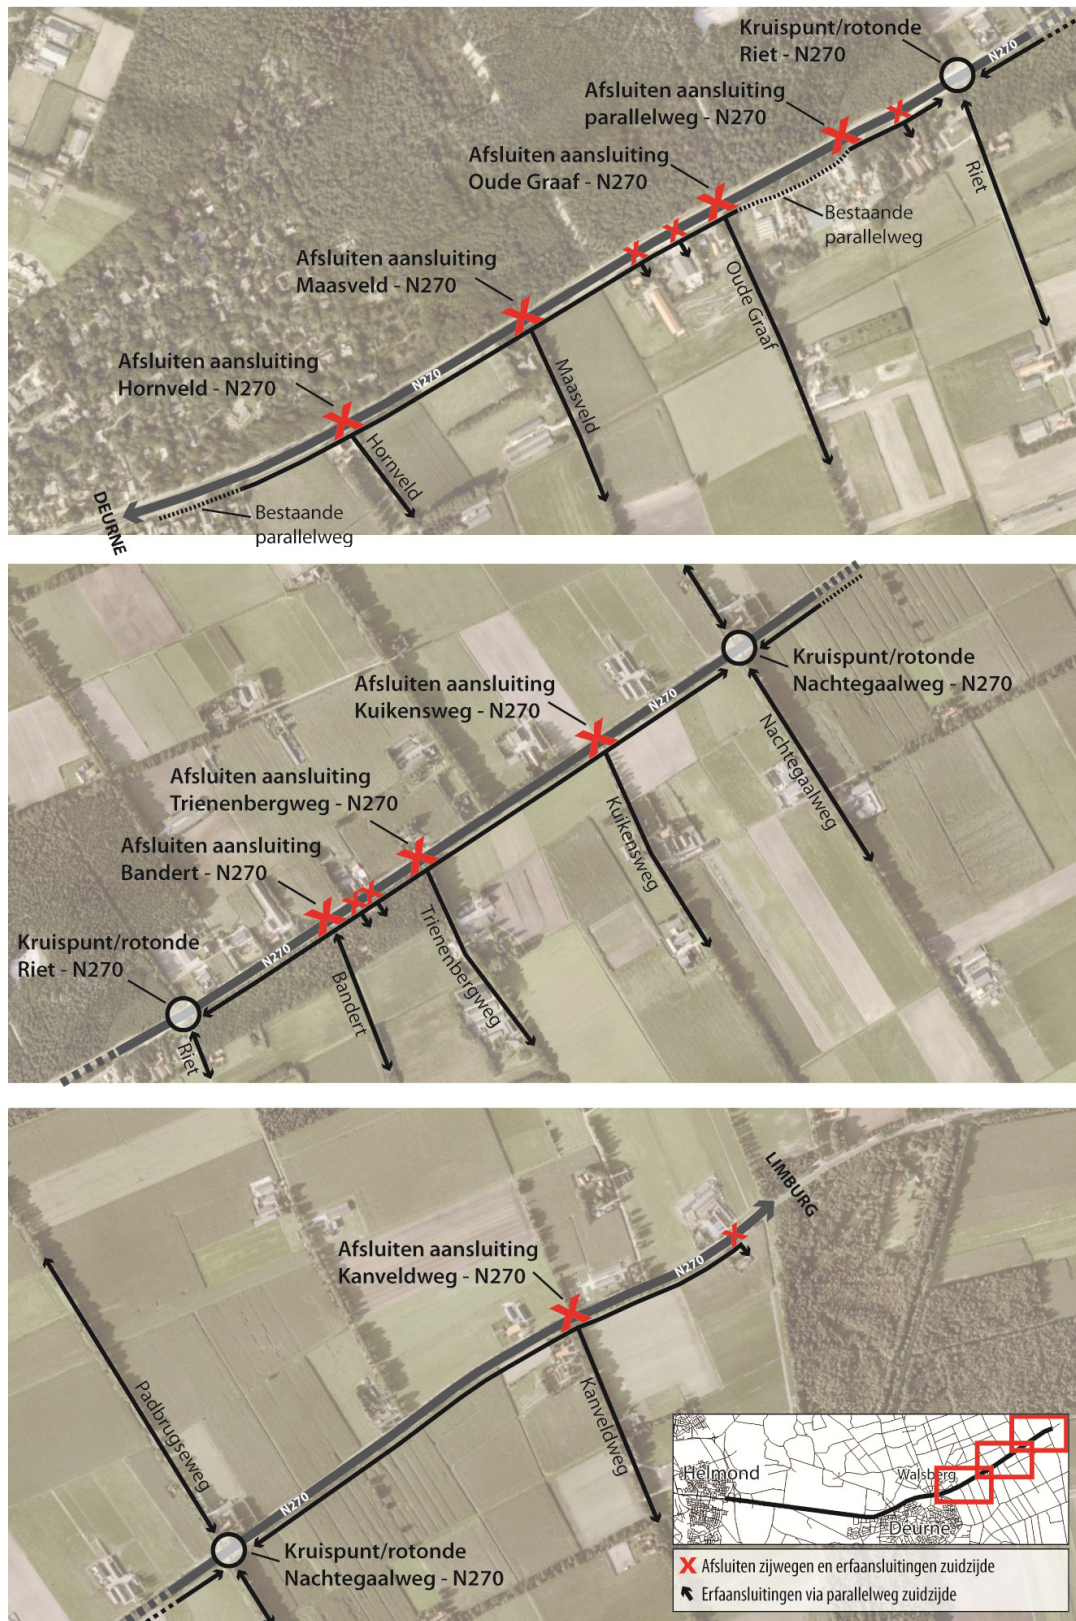 Kruispunt/rotonde
Riet - N270
N270
Afsluiten aansluiting
parallelweg - N270
Afsluiten aansluiting
Oude Graaf - N270
Riet
Bestaande
parallelweg
Afsluiten aansluiting
Maasveld - N270
Oude Graaf
Afsluiten aansluiting
Hornveld - N270
N270
Maasveld
Hornveld
DEURNE
Bestaande
parallelweg
Kruispunt/rotonde
Nachtegaalweg - N270
Afsluiten aansluiting
Kuikensweg - N270
N270
Nachtegaalweg
Afsluiten aansluiting
Trienenbergweg - N270
Kuikensweg
Afsluiten aansluiting
Bandert - N270
Trienenbergweg
Kruispunt/rotonde
Riet - N270
N270
Bandert
Riet
LIMBURG
Afsluiten aansluiting
Kanveldweg - N270
N270
Padbrugseweg
Kanveldweg
N270
Kruispunt/rotonde
Nachtegaalweg - N270
Helmond
Walsberg
Deurne
Afsluiten zijwegen en erfaansluitingen zuidzijde
Erfaansluitingen via parallelweg zuidzijde